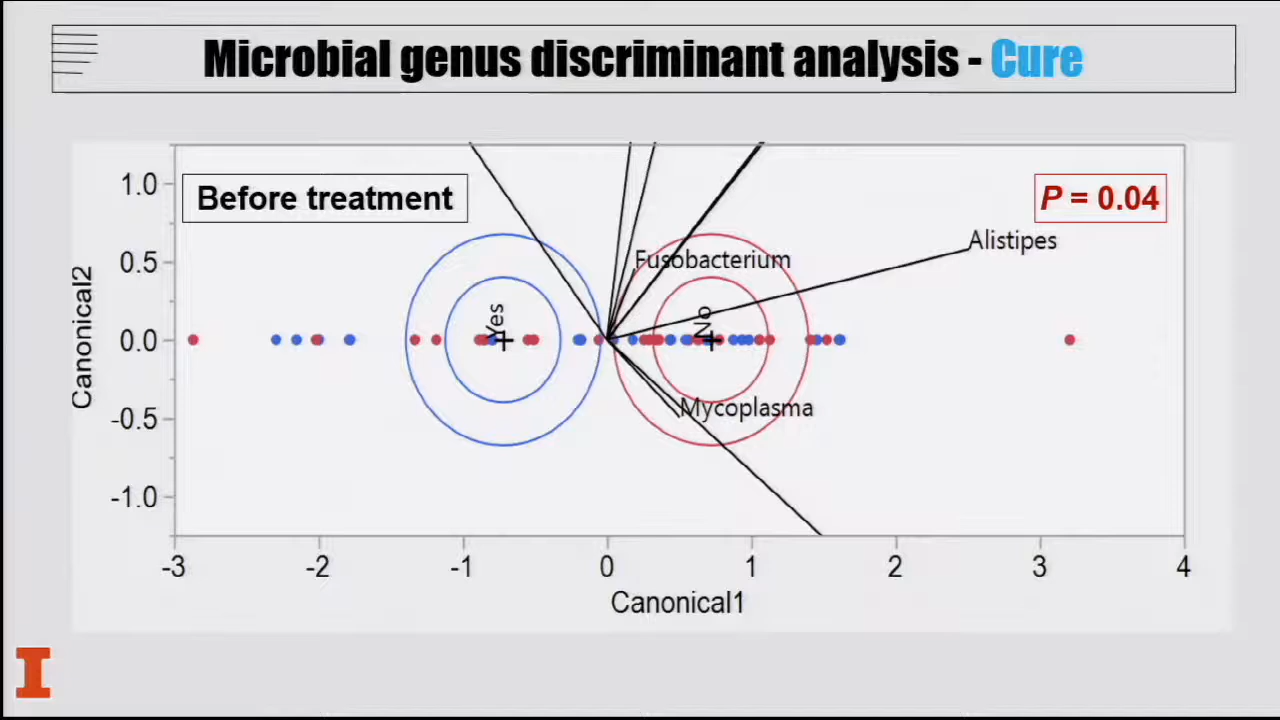 Microbial genus discriminant analysis - Cure
Before treatment
P = 0.04
Alistipes
Fusobacterium
Yes
No
Mycoplasma
1.0
0.5
0.0
-0.5
-1.0
Canonical2
-3 -2 -1 0 1 2 3 4
Canonical1
I